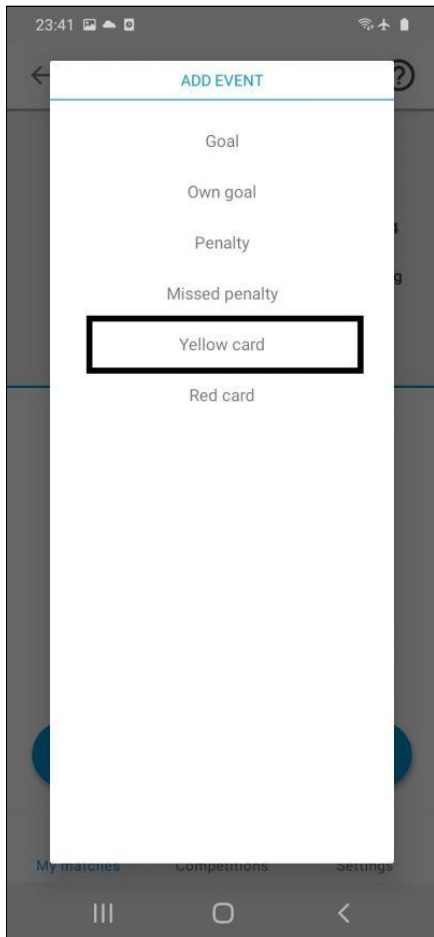 23:41
ADD EVENT
Goal
Own goal
Penalty
Missed penalty
Yellow card
Red card
My matches Competitions Settings